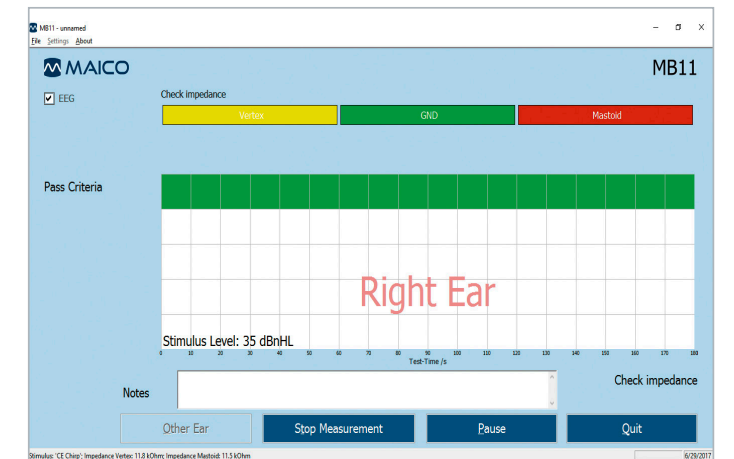 MB11 - unnamed
File Settings About
MAICO
MB11
EEG
Check impedance
Vertex GND Mastoid
Pass Criteria
Right Ear
Stimulus Level: 35 dBnHL
0 10 20 30 40 50 60 70 80 90 100 110 120 130 140 150 160 170 180
Test-Time /s
Check impedance
Notes
Other Ear Stop Measurement Pause Quit
Stimulus: 'CE Chirp'; Impedance Vertex: 11.8 kOhm; Impedance Mastoid: 11.5 kOhm
6/29/2017